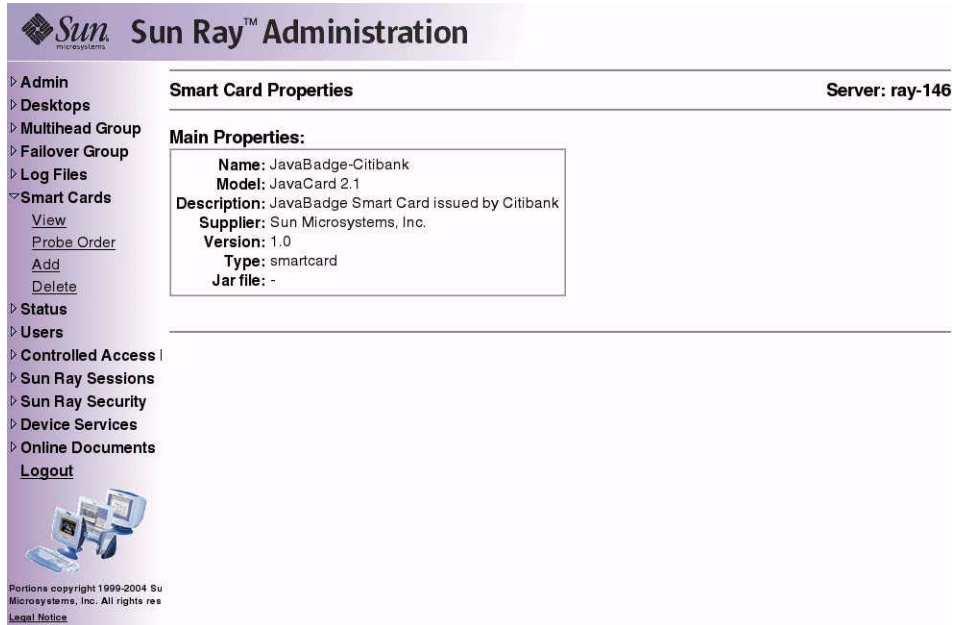 Sun
microsystems
Sun Ray™ Administration
Admin
Desktops
Multihead Group
Failover Group
Log Files
Smart Cards
View
Probe Order
Add
Delete
Status
Users
Controlled Access
Sun Ray Sessions
Sun Ray Security
Device Services
Online Documents
Logout
Portions copyright 1999-2004 Su
Microsystems, Inc. All rights res
Legal Notice
Smart Card Properties
Server: ray-146
Main Properties:
Name: JavaBadge-Citibank
Model: JavaCard 2.1
Description: JavaBadge Smart Card issued by Citibank
Supplier: Sun Microsystems, Inc.
Version: 1.0
Type: smartcard
Jar file: -